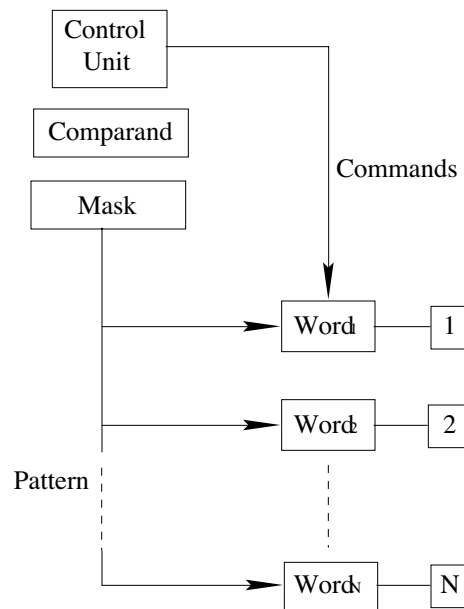 Control
Unit
Comparand
Commands
Mask
Word1
1
Word2
2
Pattern
WordN
N